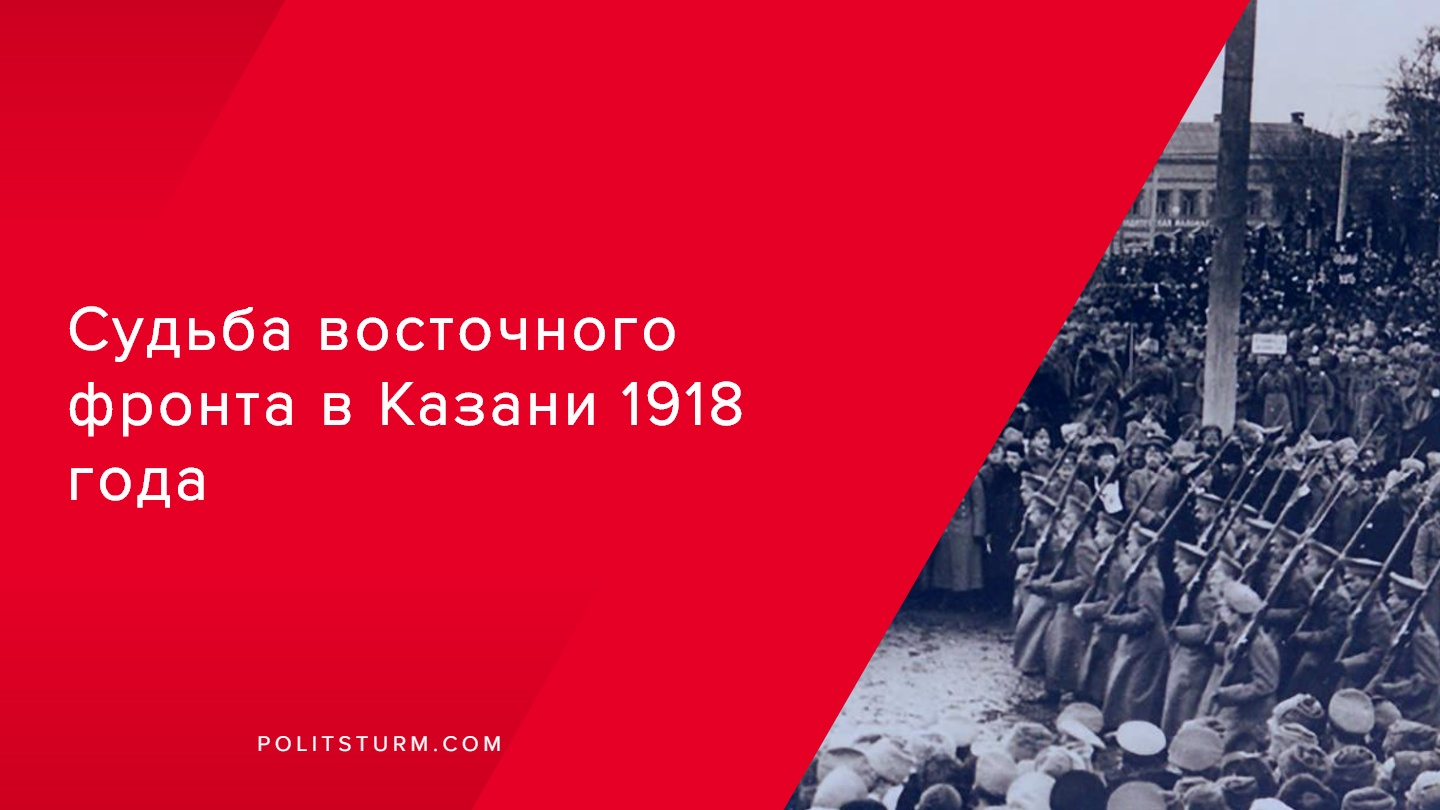 Судьба восточного
фронта в Казани 1918
года
POLITSTURM.COM